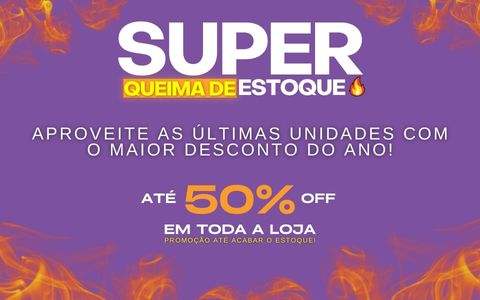 SUPER
QUEIMA DE ESTOQUE
APROVEITE AS ÚLTIMAS UNIDADES COM
O MAIOR DESCONTO DO ANO!
ATÉ 50% OFF
EM TODA A LOJA
PROMOÇÃO ATÉ ACABAR O ESTOQUE!